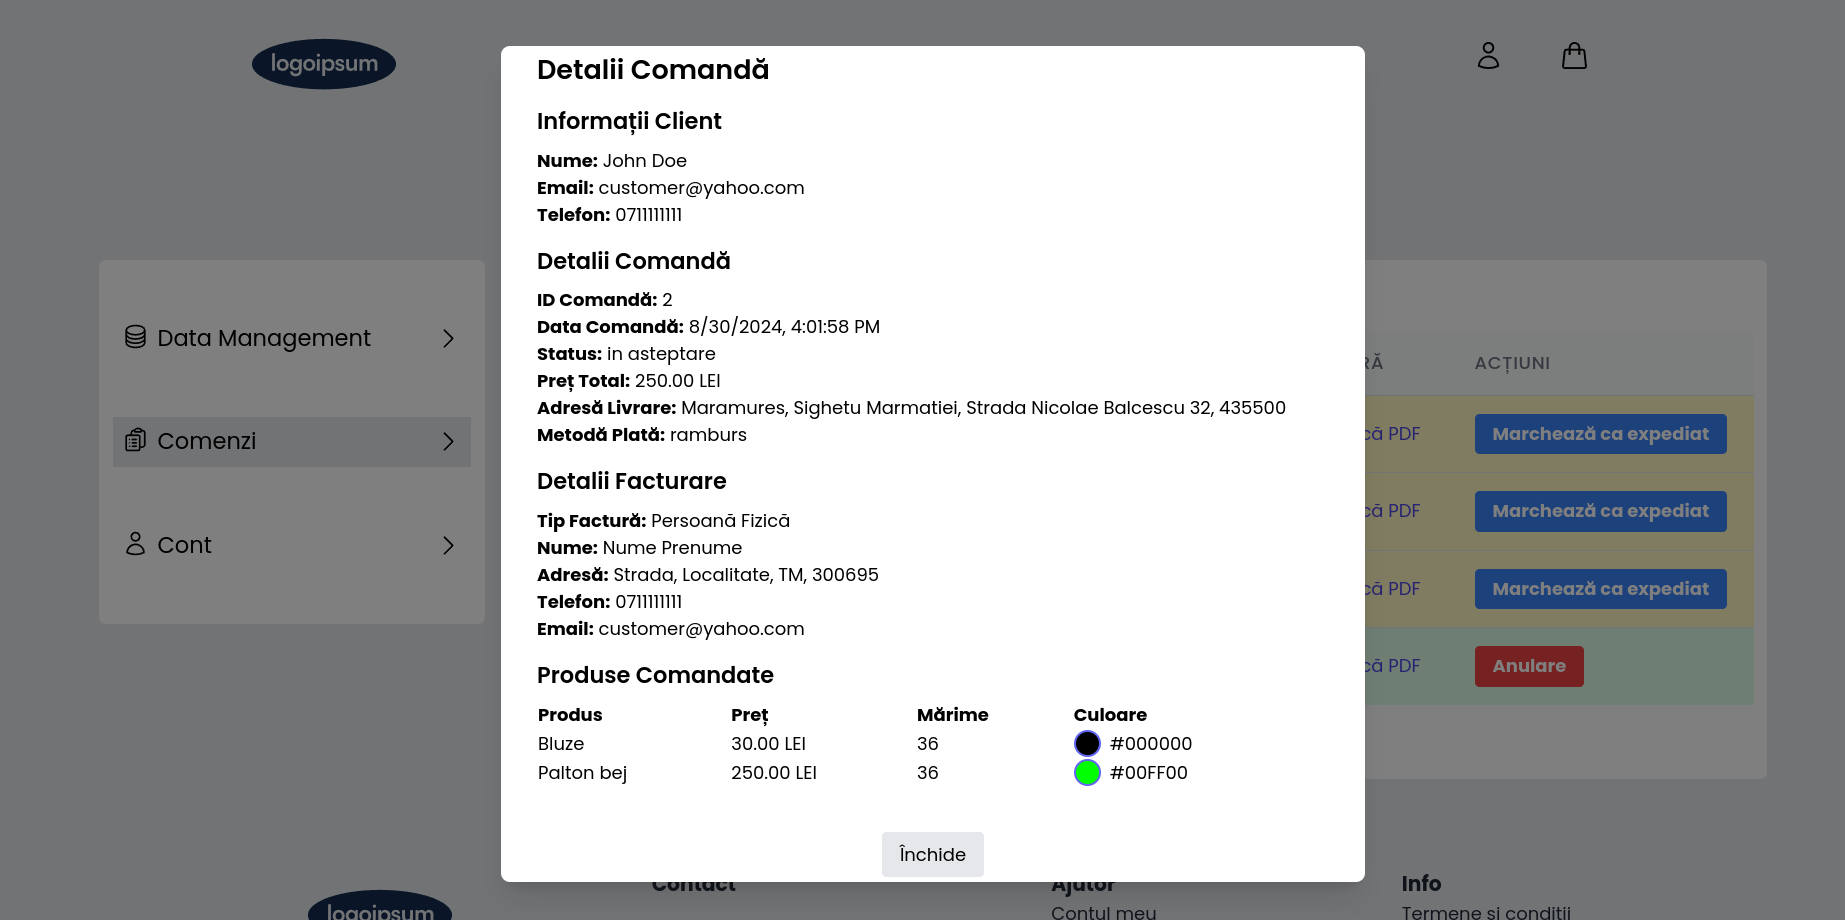 logoipsum
Data Management
Comenzi
Cont
Detalii Comandă
Informații Client
Nume: John Doe
Email: customer@yahoo.com
Telefon: 0711111111
Detalii Comandă
ID Comandă: 2
Data Comandă: 8/30/2024, 4:01:58 PM
Status: in asteptare
Preț Total: 250.00 LEI
Adresă Livrare: Maramures, Sighetu Marmatiei, Strada Nicolae Balcescu 32, 435500
Metodă Plată: ramburs
Detalii Facturare
Tip Factură: Persoană Fizică
Nume: Nume Prenume
Adresă: Strada, Localitate, TM, 300695
Telefon: 0711111111
Email: customer@yahoo.com
Produse Comandate
Produs Preț Mărime Culoare
Bluze 30.00 LEI 36 #000000
Palton bej 250.00 LEI 36 #00FF00
Închide
RĂ ACȚIUNI
că PDF Marchează ca expediat
că PDF Marchează ca expediat
că PDF Marchează ca expediat
că PDF Anulare
logoipsum
Contact Ajutor Info
Contul meu Termene si conditii